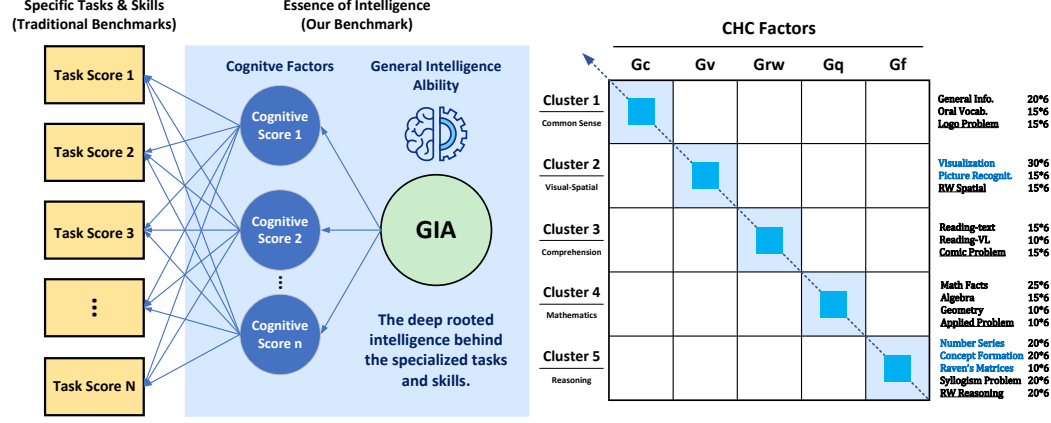 Specific Tasks & Skills
(Traditional Benchmarks)
Essence of Intelligence
(Our Benchmark)
Task Score 1
Task Score 2
Task Score 3
...
Task Score N
Cognitve Factors
Cognitive
Score 1
Cognitive
Score 2
...
Cognitive
Score n
General Intelligence
Albility
GIA
The deep rooted
intelligence behind
the specialized tasks
and skills.
CHC Factors
Gc Gv Grw Gq Gf
Cluster 1
Common Sense
General Info. 20*6
Oral Vocab. 15*6
Logo Problem 15*6
Cluster 2
Visual-Spatial
Visualization 30*6
Picture Recognit. 15*6
RW Spatial 15*6
Cluster 3
Comprehension
Reading-text 15*6
Reading-VL 10*6
Comic Problem 15*6
Cluster 4
Mathematics
Math Facts 25*6
Algebra 15*6
Geometry 10*6
Applied Problem 10*6
Cluster 5
Reasoning
Number Series 20*6
Concept Formation 20*6
Raven's Matrices 10*6
Syllogism Problem 20*6
RW Reasoning 20*6